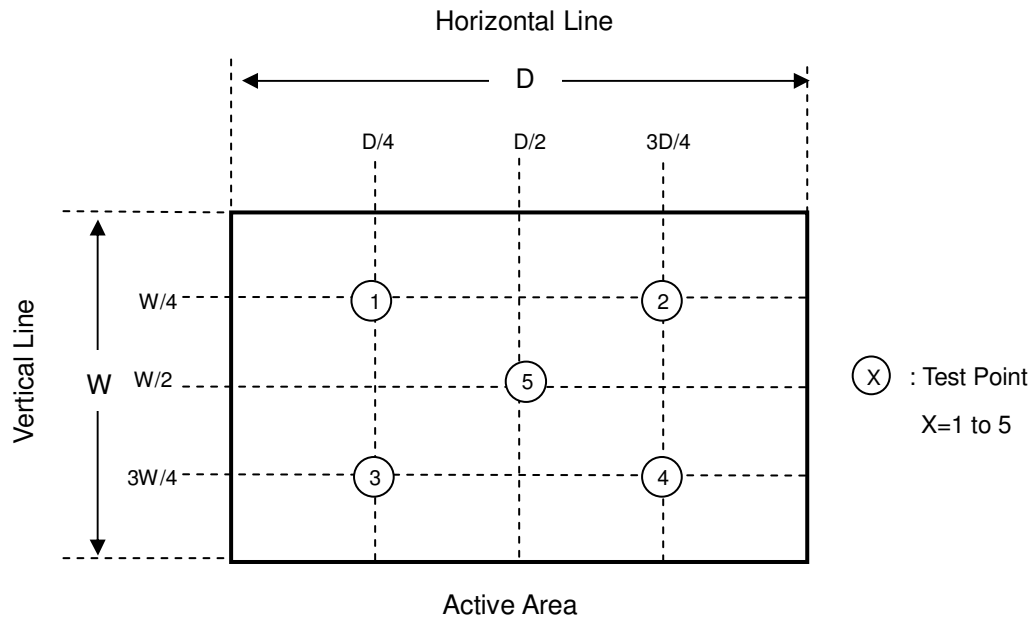 Horizontal Line
D
D/4 D/2 3D/4
W/4 1 2
Vertical Line
W
W/2 5
X : Test Point
X=1 to 5
3W/4 3 4
Active Area